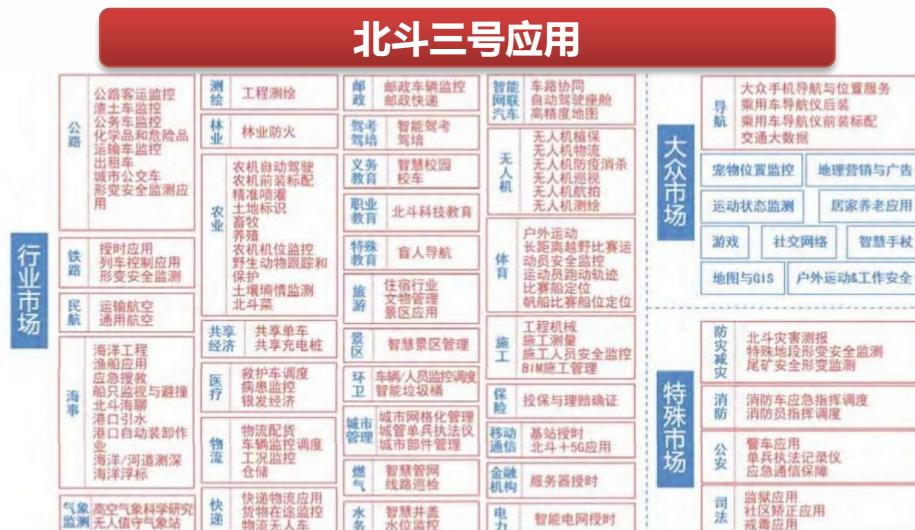 北斗三号应用
行业市场
公路
公路客运监控
渣土车监控
公务车监控
化学品和危险品
运输车监控
出租车
城市公交车
形变安全监测应
用
铁路
授时应用
列车控制应用
形变安全监测
民航
运输航空
通用航空
海事
海洋工程
渔船应用
应急搜救
船只监视与避撞
北斗海聊
港口引水
港口自动装卸作
业
海洋/河道测深
海洋浮标
气象
监测
高空气象科学研究
无人值守气象站
测绘
工程测绘
林业
林业防火
农业
农机自动驾驶
农机前装标配
精准喷灌
土地标识
畜牧
养殖
农机机位监控
野生动物跟踪和
保护
土壤墒情监测
北斗菜
共享
经济
共享单车
共享充电桩
医疗
救护车调度
病患监控
银发经济
物流
物流配货
车辆监控调度
工况监控
仓储
快递
快递物流应用
货物在途监控
物流无人车
邮政
邮政车辆监控
邮政快递
驾考
驾培
智能驾考
驾培
义务
教育
智慧校园
校车
职业
教育
北斗科技教育
特殊
教育
盲人导航
旅游
住宿行业
文物管理
景区应用
景区
智慧景区管理
环卫
车辆/人员监控调度
智能垃圾桶
城市
管理
城市网格化管理
城管单兵执法仪
城市部件管理
燃气
智慧管网
线路巡检
水务
智慧井盖
水位监控
智能
网联
汽车
车路协同
自动驾驶座舱
高精度地图
无人机
无人机植保
无人机物流
无人机防疫消杀
无人机巡视
无人机航拍
无人机测绘
体育
户外运动
长距离越野比赛运
动员安全监控
运动员跑动轨迹
比赛船定位
帆船比赛船位定位
施工
工程机械
施工测量
施工人员安全监控
BIM施工管理
保险
投保与理赔确证
移动
通信
基站授时
北斗+5G应用
金融
机构
服务器授时
电力
智能电网授时
大众市场
导航
大众手机导航与位置服务
乘用车导航仪后装
乘用车导航仪前装标配
交通大数据
宠物位置监控
地理营销与广告
运动状态监测
居家养老应用
游戏
社交网络
智慧手杖
地图与GIS
户外运动&工作安全
特殊市场
防灾减灾
北斗灾害测报
特殊地段形变安全监测
尾矿安全形变监测
消防
消防车应急指挥调度
消防员指挥调度
公安
警车应用
单兵执法记录仪
应急通信保障
司法
监狱应用
社区矫正应用
戒毒应用